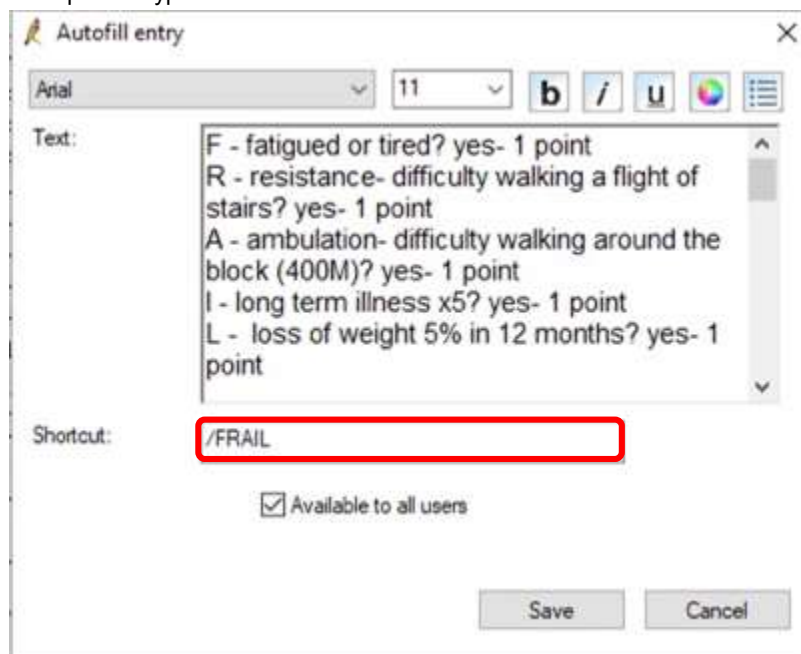 Autofill entry
Arial
11
b i u
Text:
F - fatigued or tired? yes- 1 point
R - resistance- difficulty walking a flight of
stairs? yes- 1 point
A - ambulation- difficulty walking around the
block (400M)? yes- 1 point
I - long term illness x5? yes- 1 point
L -  loss of weight 5% in 12 months? yes- 1
point
Shortcut:
/FRAIL
Available to all users
Save
Cancel